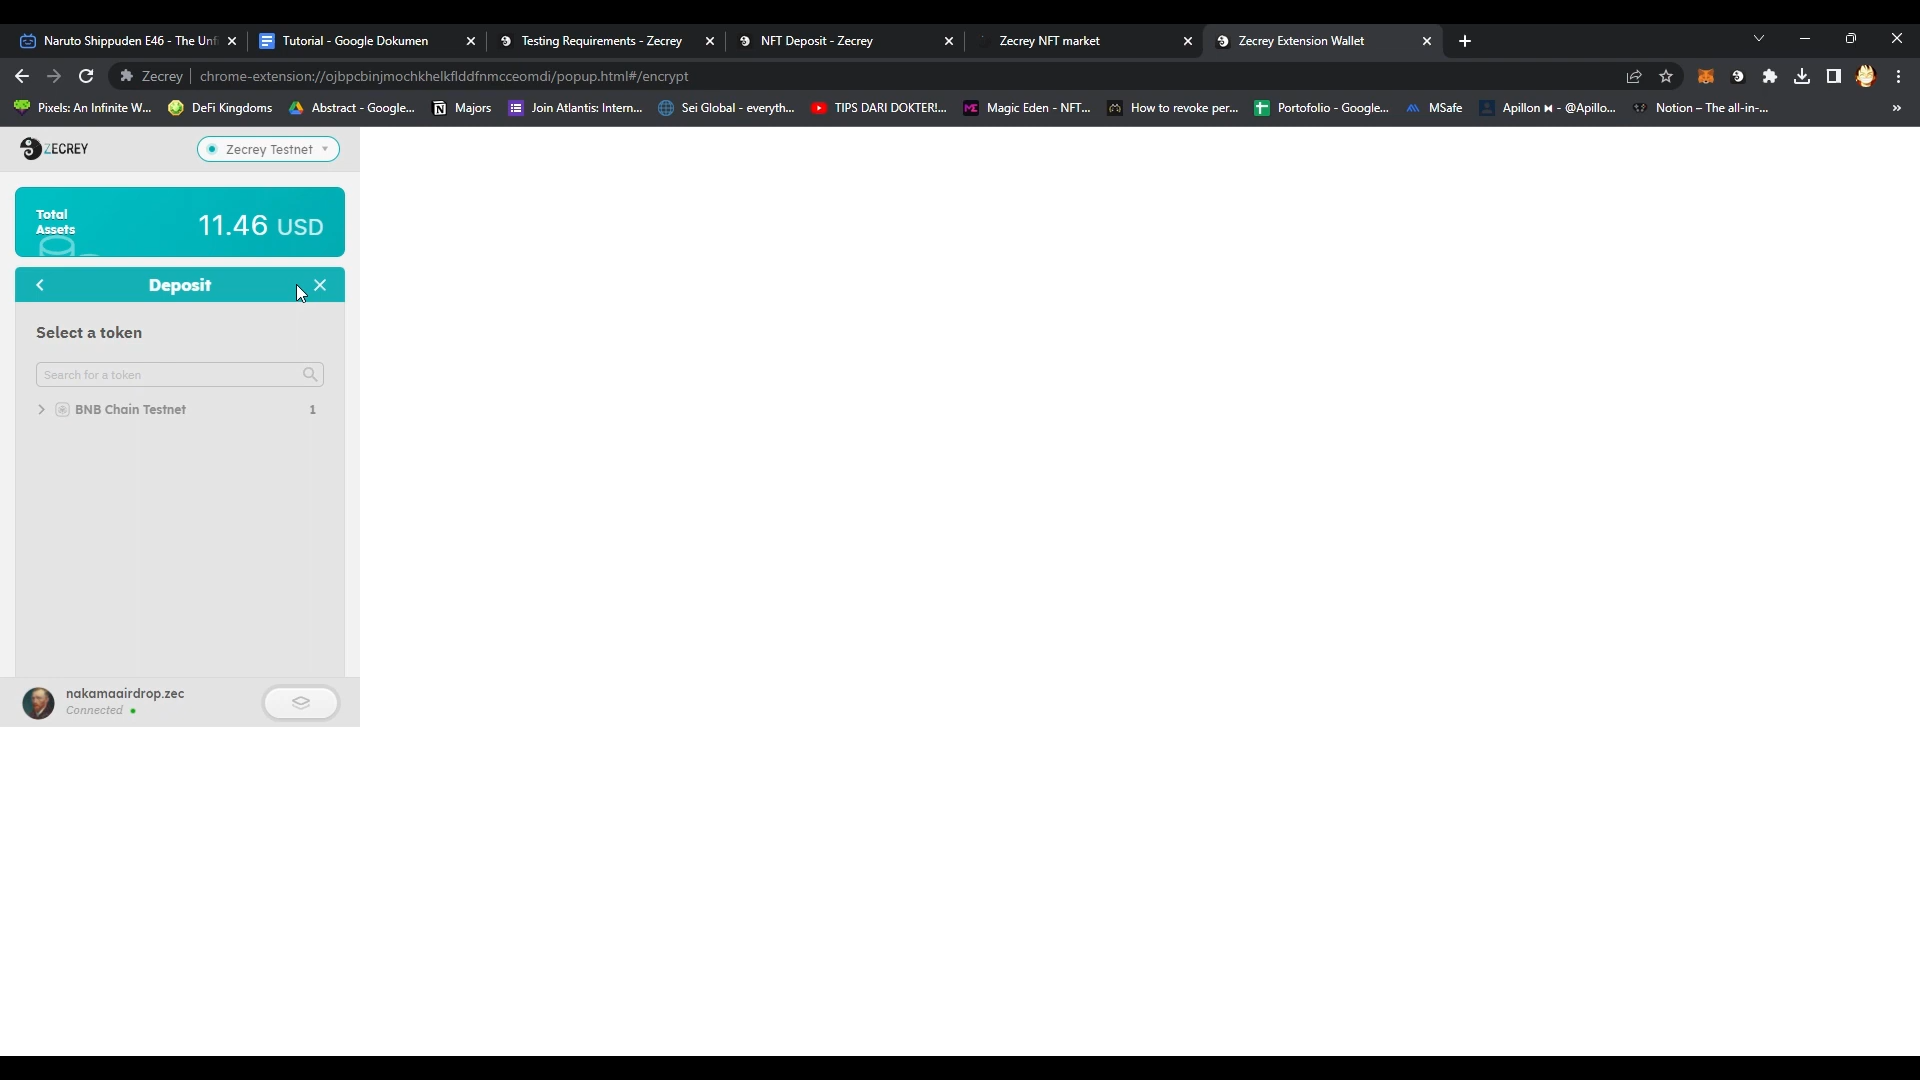 Naruto Shippuden E46 - The Unfi
Tutorial - Google Dokumen
Testing Requirements - Zecrey
NFT Deposit - Zecrey
Zecrey NFT market
Zecrey Extension Wallet
Zecrey
chrome-extension://ojbpcbinjmochkhelkflddfnmcceomdi/popup.html#/encrypt
Pixels: An Infinite W...
DeFi Kingdoms
Abstract - Google...
Majors
Join Atlantis: Intern...
Sei Global - everyth...
TIPS DARI DOKTER!...
Magic Eden - NFT...
How to revoke per...
Portofolio - Google...
MSafe
Apillon ⧓ - @Apillo...
Notion – The all-in-...
»
ZECREY
Zecrey Testnet
Total
Assets
11.46 USD
Deposit
Select a token
Search for a token
BNB Chain Testnet
1
nakamaairdrop.zec
Connected